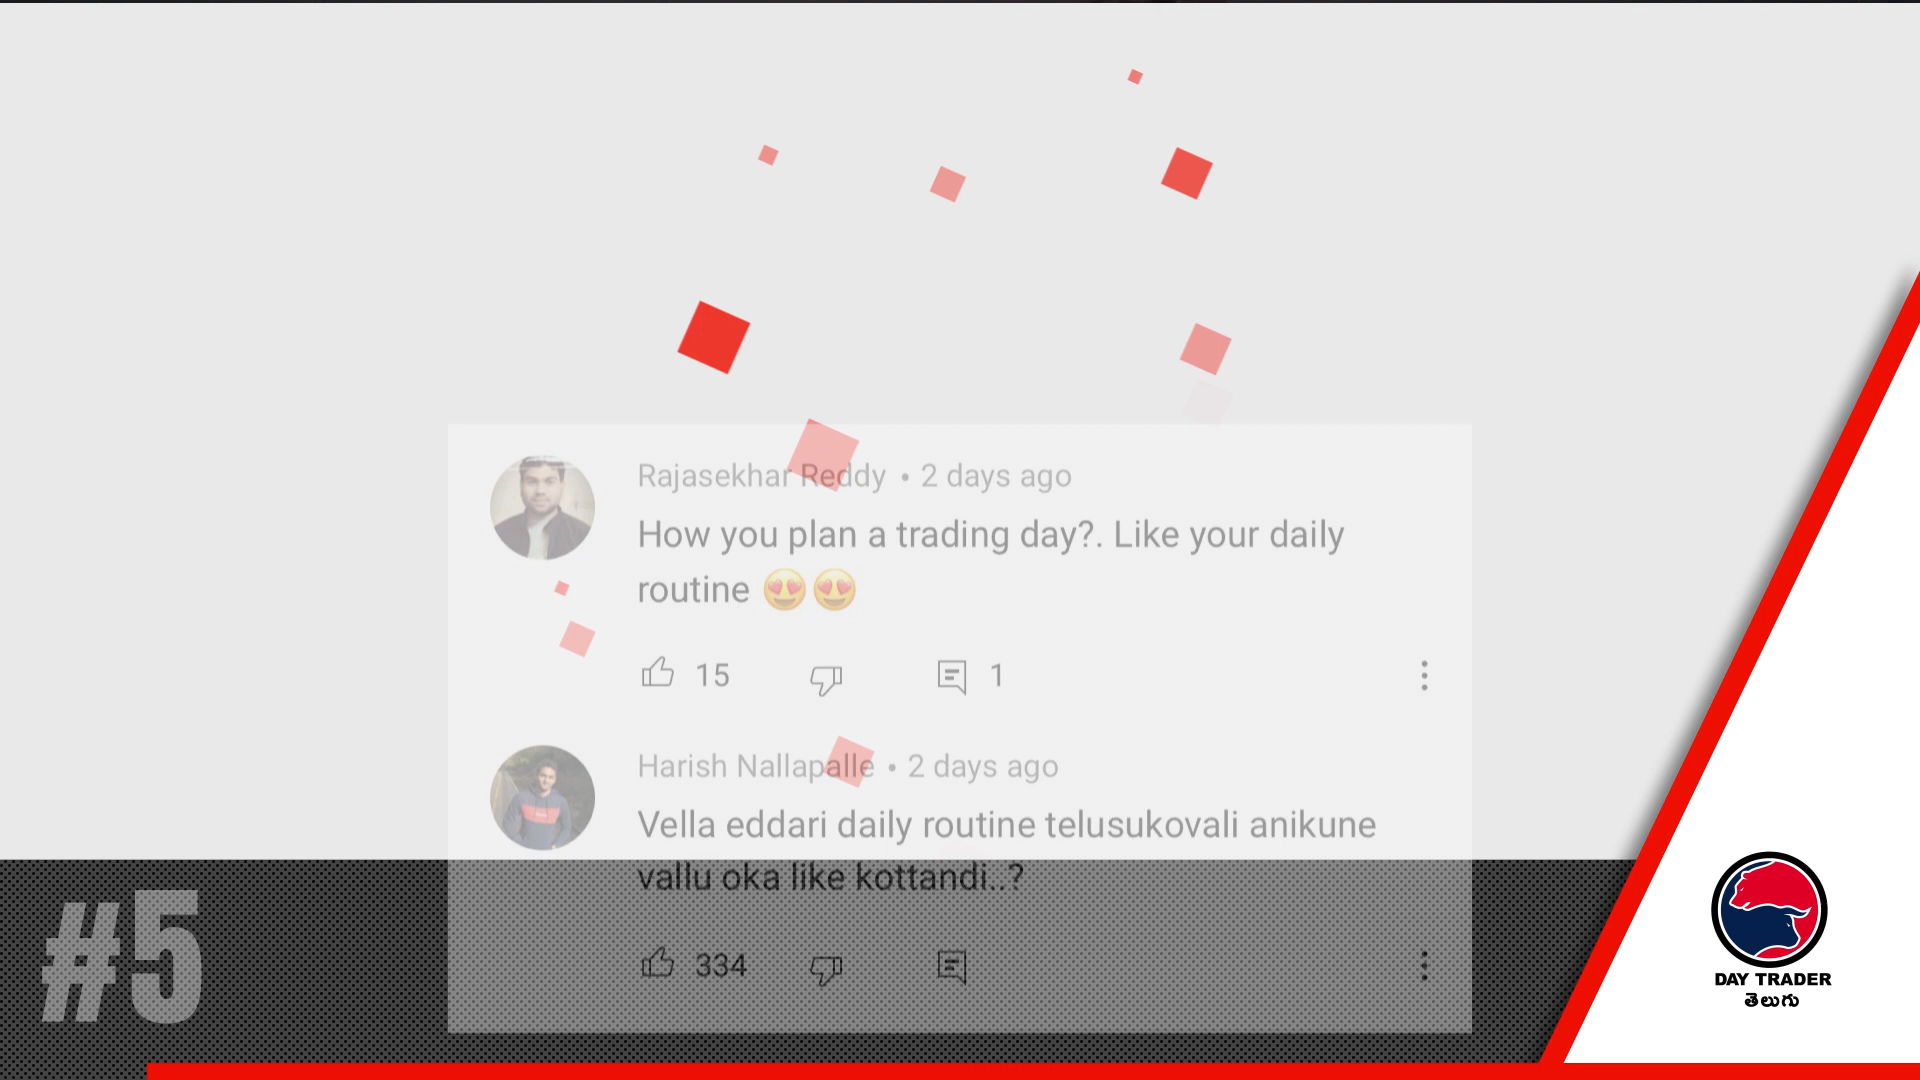 Rajasekhar Reddy • 2 days ago
How you plan a trading day?. Like your daily
routine 😍😍
15 1
Harish Nallapalle • 2 days ago
Vella eddari daily routine telusukovali anikune
vallu oka like kottandi..?
334
#5
DAY TRADER
తెలుగు